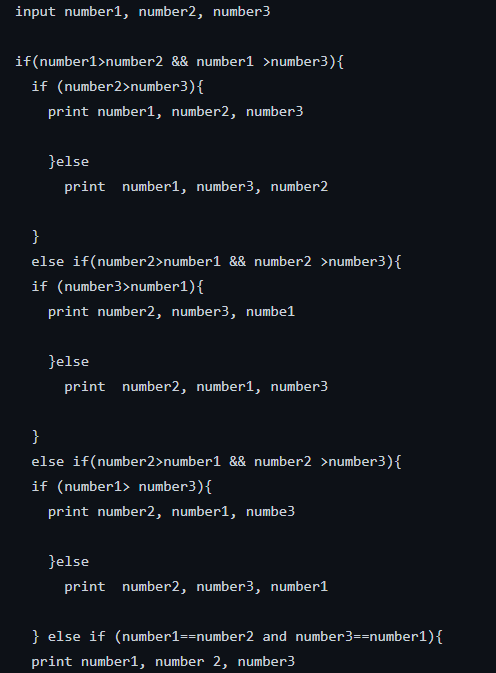 input number1, number2, number3
if(number1>number2 && number1 >number3){
if (number2>number3){
print number1, number2, number3
}else
print  number1, number3, number2
}
else if(number2>number1 && number2 >number3){
if (number3>number1){
print number2, number3, numbe1
}else
print  number2, number1, number3
}
else if(number2>number1 && number2 >number3){
if (number1> number3){
print number2, number1, numbe3
}else
print  number2, number3, number1
} else if (number1==number2 and number3==number1){
print number1, number 2, number3